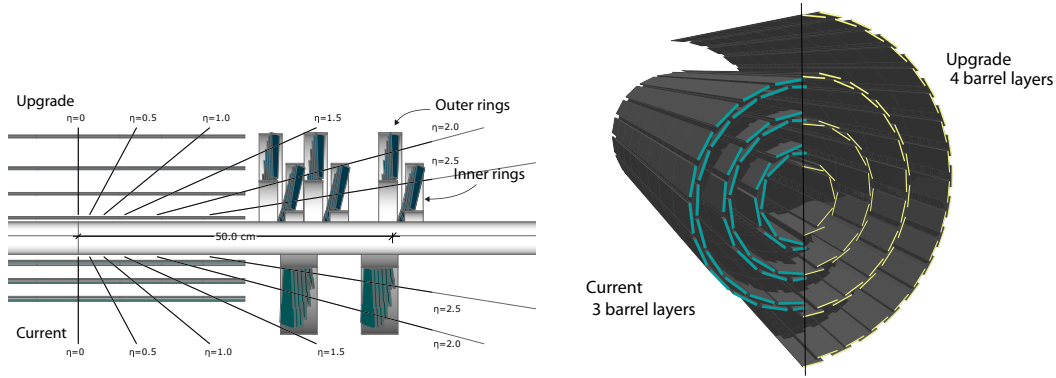 Upgrade
η=0
η=0.5
η=1.0
η=1.5
η=2.0
η=2.5
Outer rings
Inner rings
50.0 cm
Current
η=0
η=0.5
η=1.0
η=1.5
η=2.0
η=2.5
Upgrade
4 barrel layers
Current
3 barrel layers